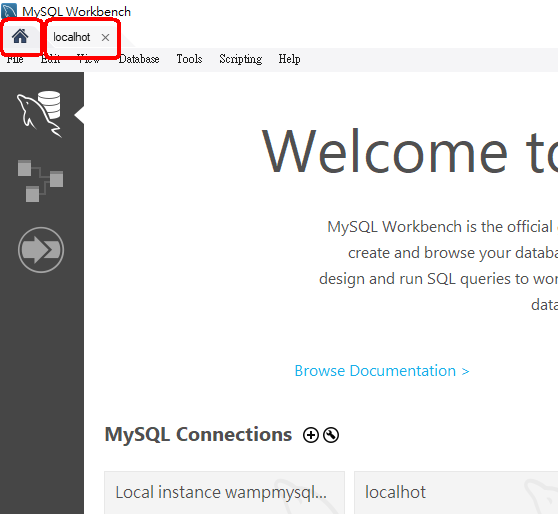 MySQL Workbench
localhot ×
File Edit View Database Tools Scripting Help
Welcome to
MySQL Workbench is the official
create and browse your databa
design and run SQL queries to wor
data
Browse Documentation >
MySQL Connections
Local instance wampmysql...
localhot